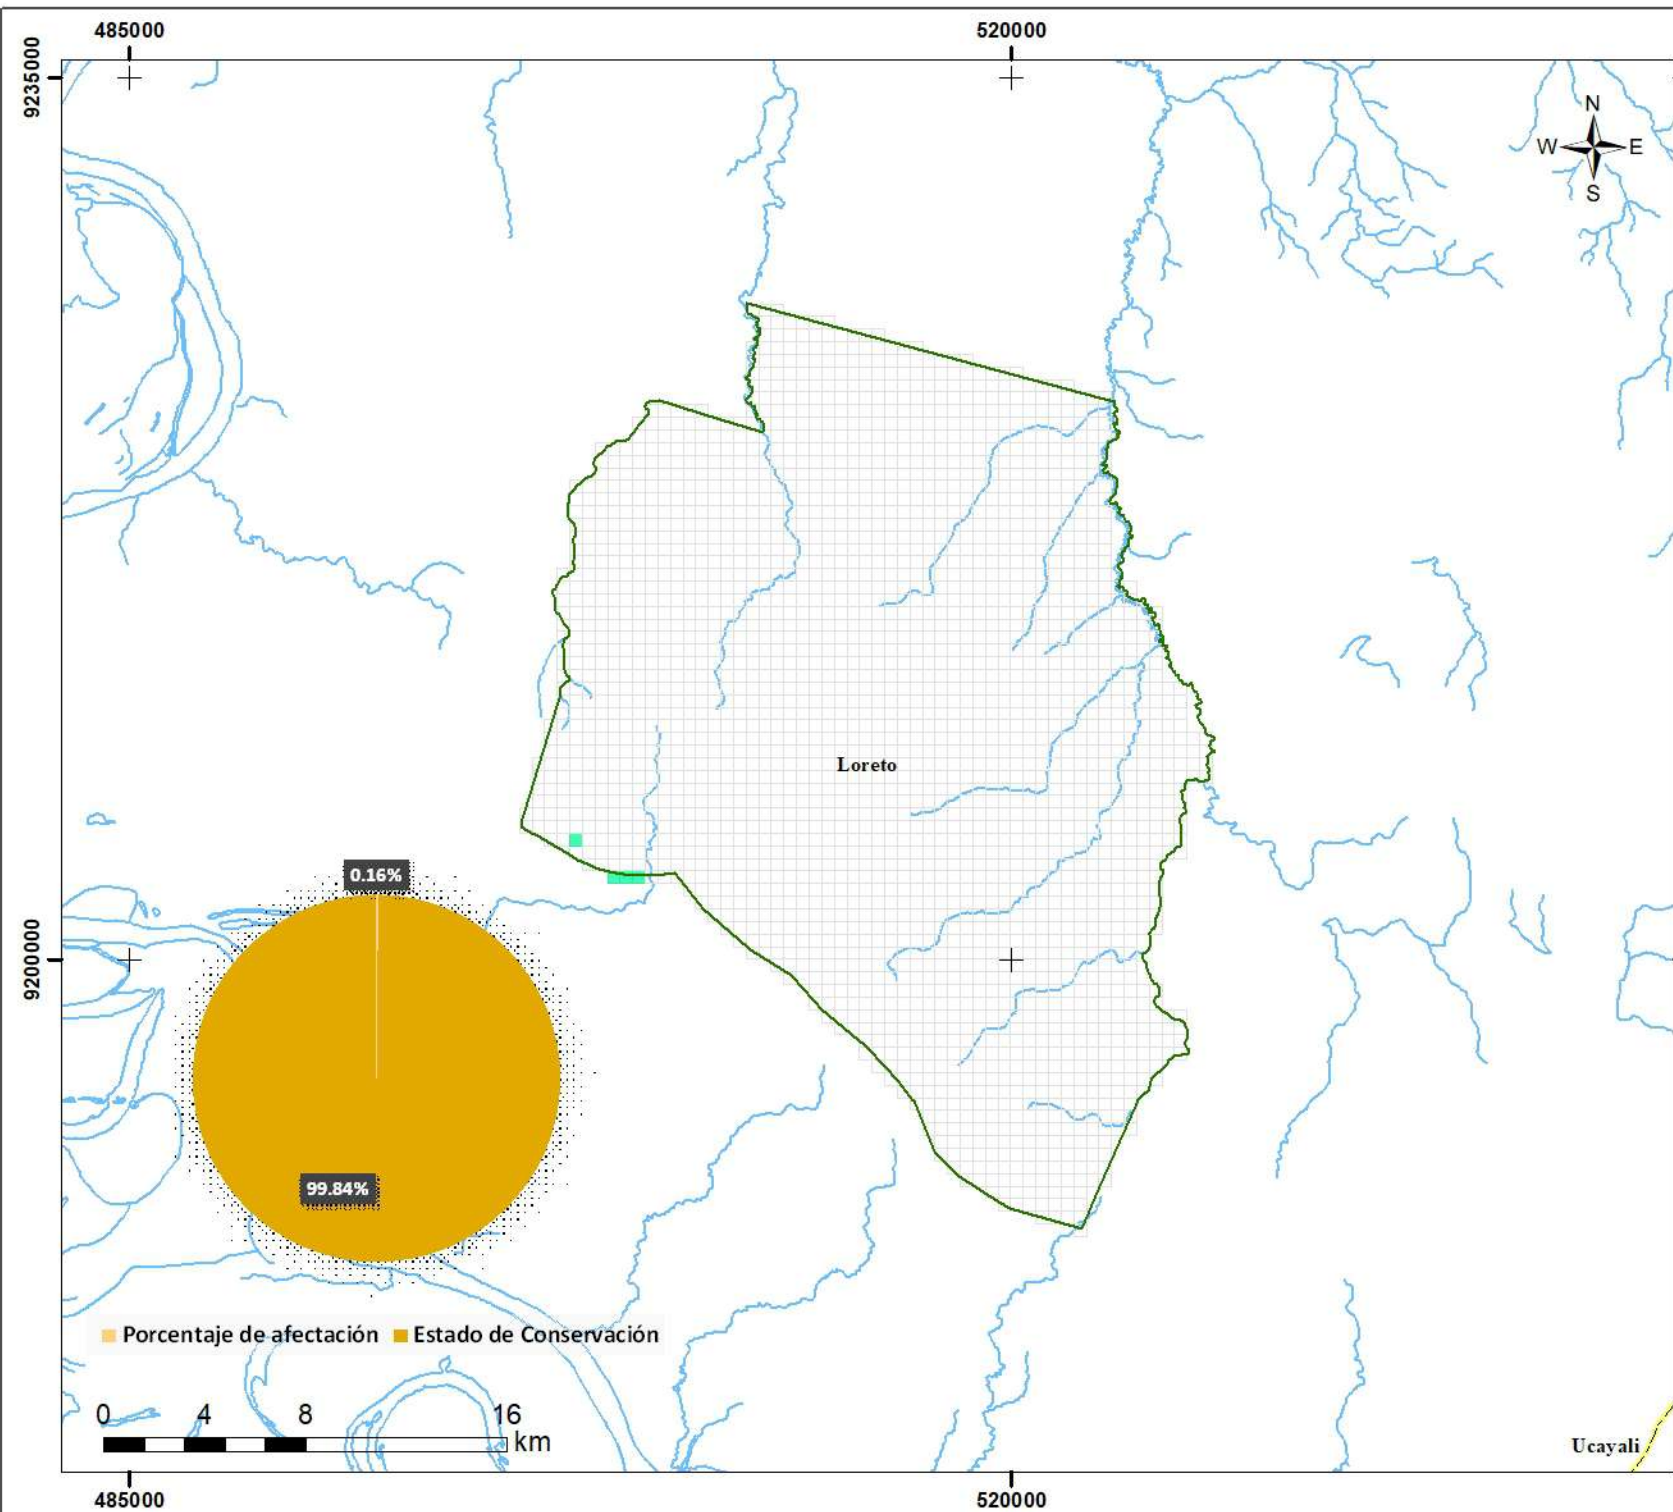 485000 520000
9235000
N
W E
S
Loreto
0.16%
9200000
99.84%
Porcentaje de afectación Estado de Conservación
0 4 8 16
km
Ucayali
485000 520000